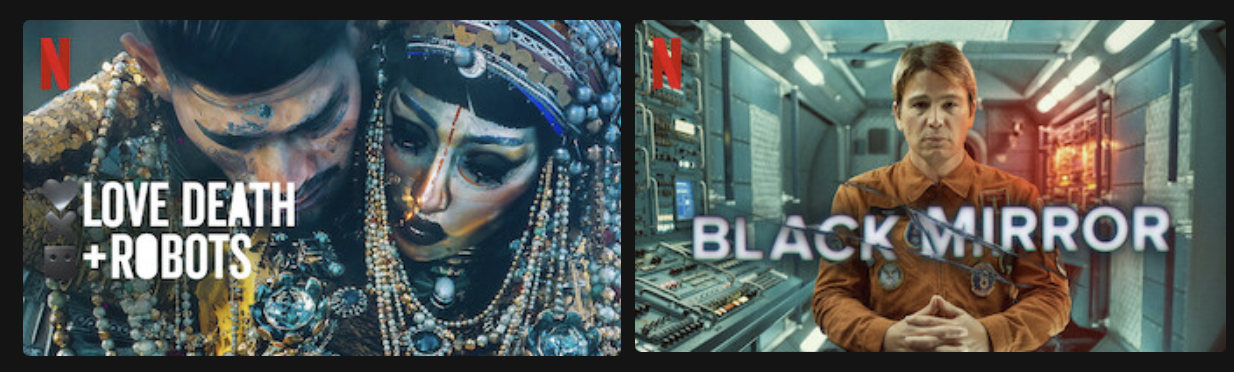 N
LOVE DEATH
+ROBOTS
N
BLACK MIRROR